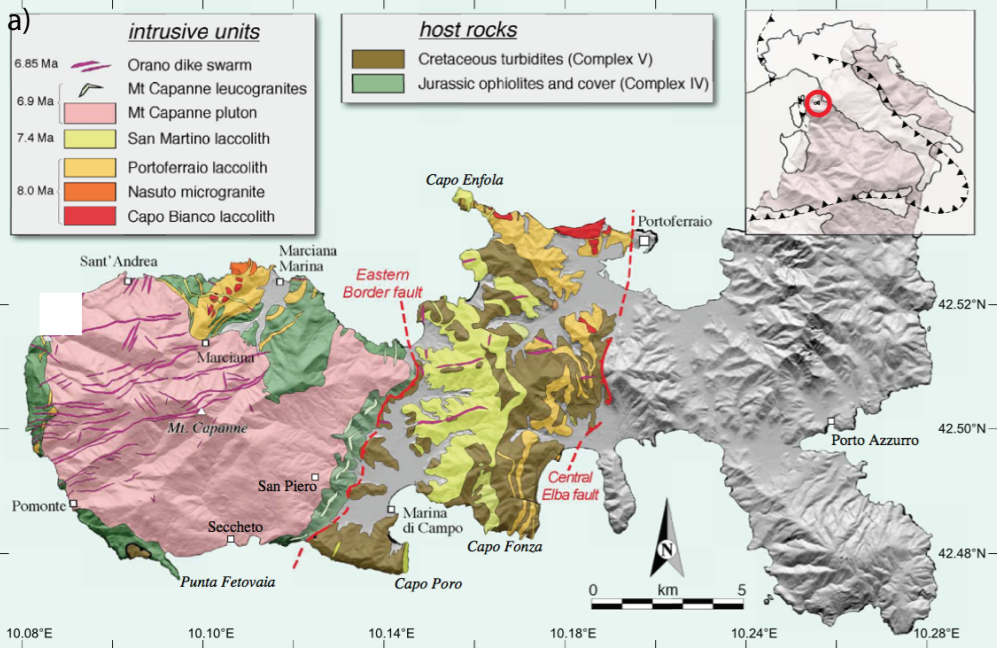 a)
intrusive units
6.85 Ma
Orano dike swarm
Mt Capanne leucogranites
6.9 Ma
Mt Capanne pluton
7.4 Ma
San Martino laccolith
Portoferraio laccolith
8.0 Ma
Nasuto microgranite
Capo Bianco laccolith
host rocks
Cretaceous turbidites (Complex V)
Jurassic ophiolites and cover (Complex IV)
Capo Enfola
Portoferraio
Sant'Andrea
Marciana
Marina
Eastern
Border fault
42.52°N
Marciana
Mt. Capanne
42.50°N
Porto Azzurro
San Piero
Central
Elba fault
Pomonte
Marina
di Campo
Seccheto
Capo Fonza
N
42.48°N
Punta Fetovaia
Capo Poro
0
km
5
10.08°E
10.10°E
10.14°E
10.18°E
10.24°E
10.28°E